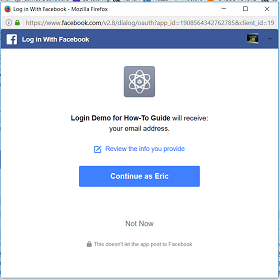 Log in With Facebook - Mozilla Firefox
https://www.facebook.com/v2.8/dialog/oauth?app_id=1908564342762785&client_id=19
Log in With Facebook
Login Demo for How-To Guide will receive:
your email address.
Review the info you provide
Continue as Eric
Not Now
This doesn't let the app post to Facebook